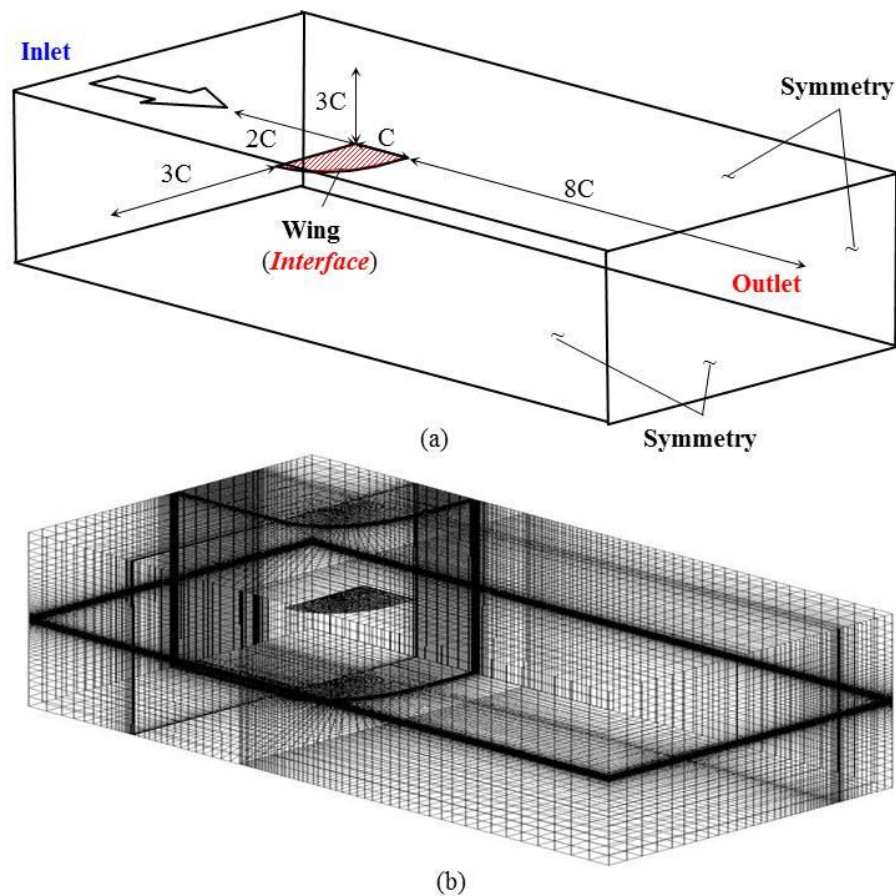 Inlet
Symmetry
3C
C
2C
3C
8C
Wing
(Interface)
Outlet
Symmetry
(a)
(b)